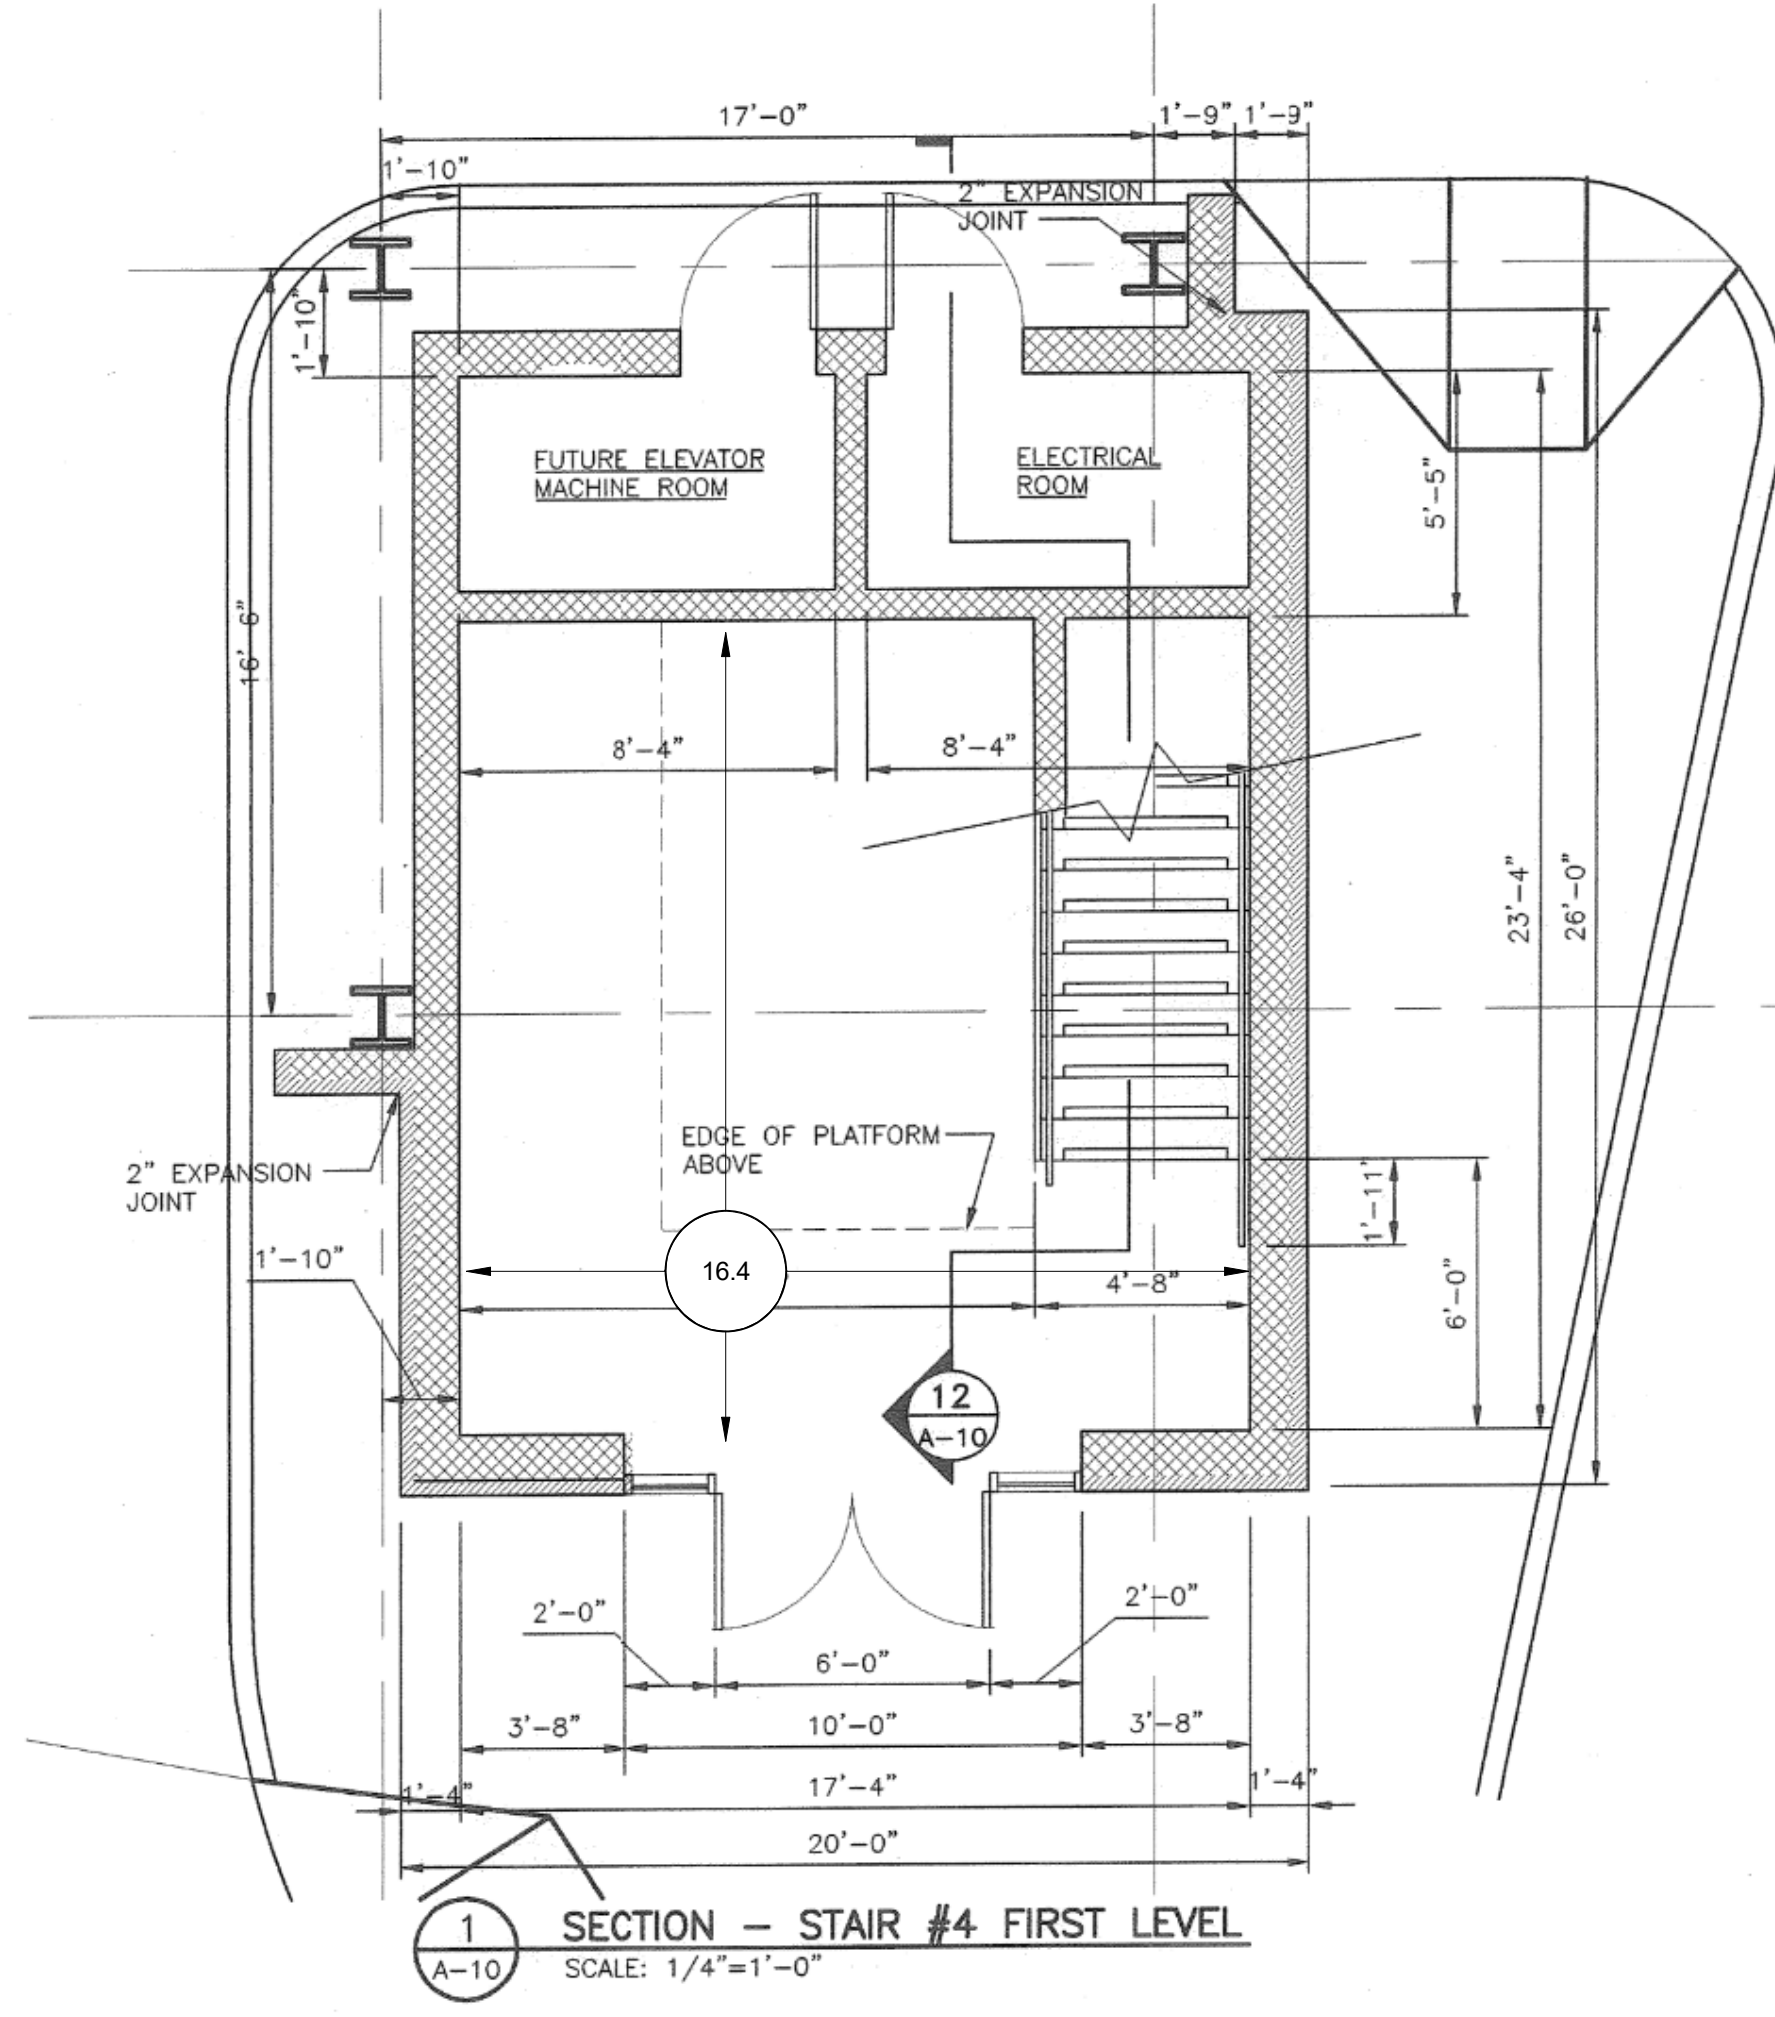 17'-0"
1'-9"
1'-9"
1'-10"
2" EXPANSION
JOINT
1'-10"
FUTURE ELEVATOR
MACHINE ROOM
ELECTRICAL
ROOM
5'-5"
16'-6"
8'-4"
8'-4"
23'-4"
26'-0"
EDGE OF PLATFORM
ABOVE
2" EXPANSION
JOINT
1'-11"
1'-10"
16.4
4'-8"
6'-0"
12
A-10
2'-0"
2'-0"
6'-0"
3'-8"
10'-0"
3'-8"
1'-4"
17'-4"
1'-4"
20'-0"
1
A-10
SECTION - STAIR #4 FIRST LEVEL
SCALE: 1/4"=1'-0"